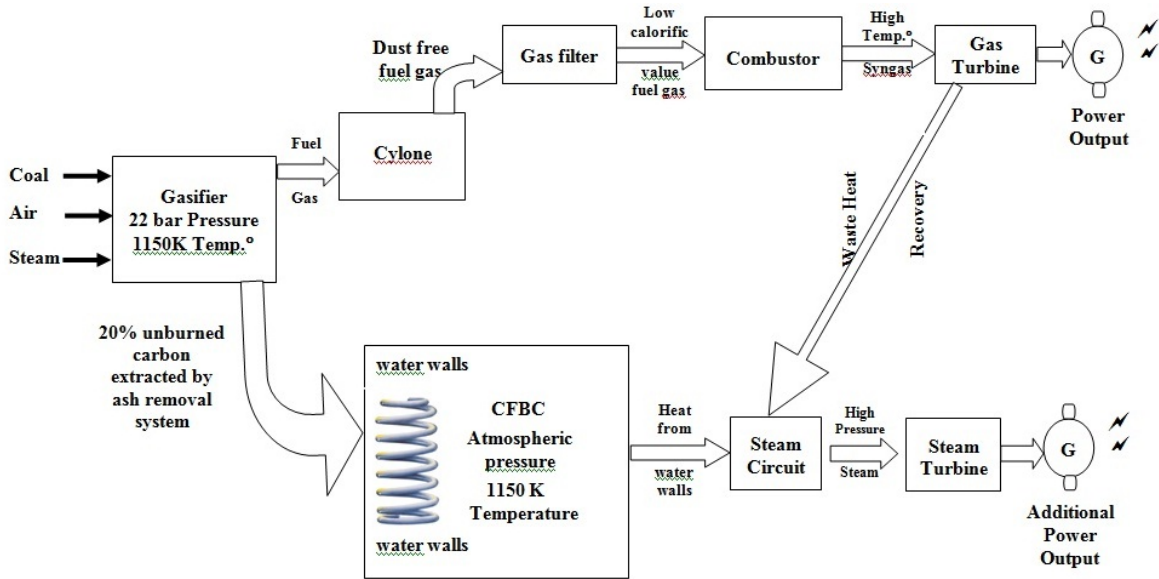 Coal
Air
Steam
Gasifier
22 bar Pressure
1150K Temp.º
Fuel
Gas
Cylone
Dust free
fuel gas
Gas filter
Low
calorific
value
fuel gas
Combustor
High
Temp.º
Syngas
Gas
Turbine
G
Power
Output
Waste Heat
Recovery
20% unburned
carbon
extracted by
ash removal
system
water walls
CFBC
Atmospheric
pressure
1150 K
Temperature
water walls
Heat
from
water
walls
Steam
Circuit
High
Pressure
Steam
Steam
Turbine
G
Additional
Power
Output